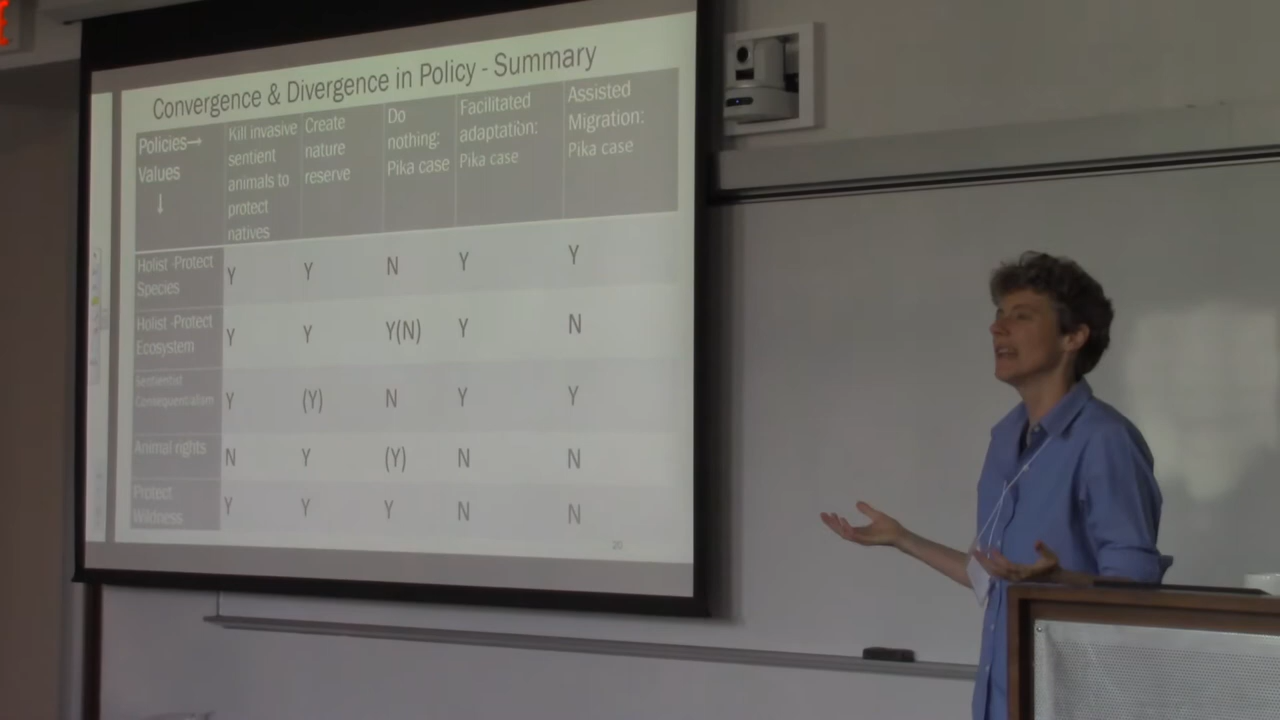 Convergence & Divergence in Policy - Summary
Policies→
Values
↓
Kill invasive
sentient
animals to
protect
natives
Create
nature
reserve
Do
nothing:
Pika case
Facilitated
adaptation:
Pika case
Assisted
Migration:
Pika case
Holist -Protect
Species
Y
Y
N
Y
Y
Holist -Protect
Ecosystem
Y
Y
Y(N)
Y
N
Sentientist
Consequentialism
Y
(Y)
N
Y
Y
Animal rights
N
Y
(Y)
N
N
Protect
Wildness
Y
Y
Y
N
N
20